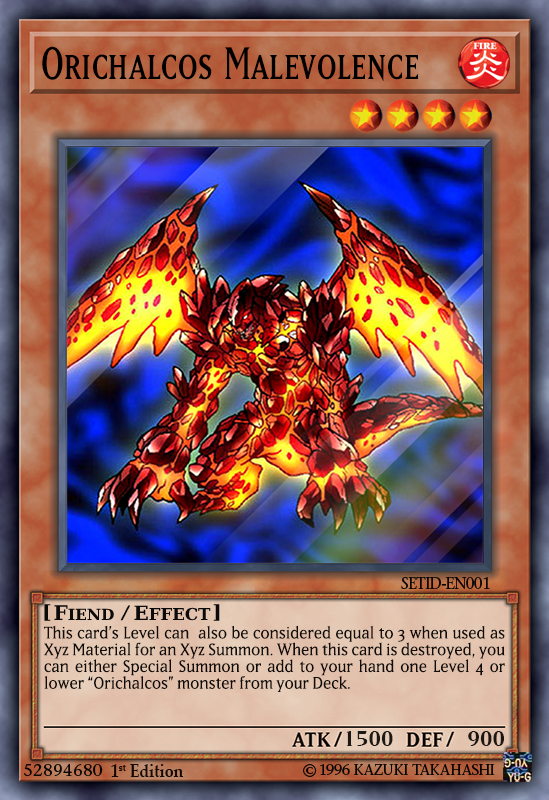 Orichalcos Malevolence
FIRE
炎
SETID-EN001
[Fiend / Effect]
This card's Level can also be considered equal to 3 when used as
Xyz Material for an Xyz Summon. When this card is destroyed, you
can either Special Summon or add to your hand one Level 4 or
lower “Orichalcos” monster from your Deck.
ATK/1500 DEF/ 900
52894680 1st Edition © 1996 KAZUKI TAKAHASHI
YU-G
YU-G